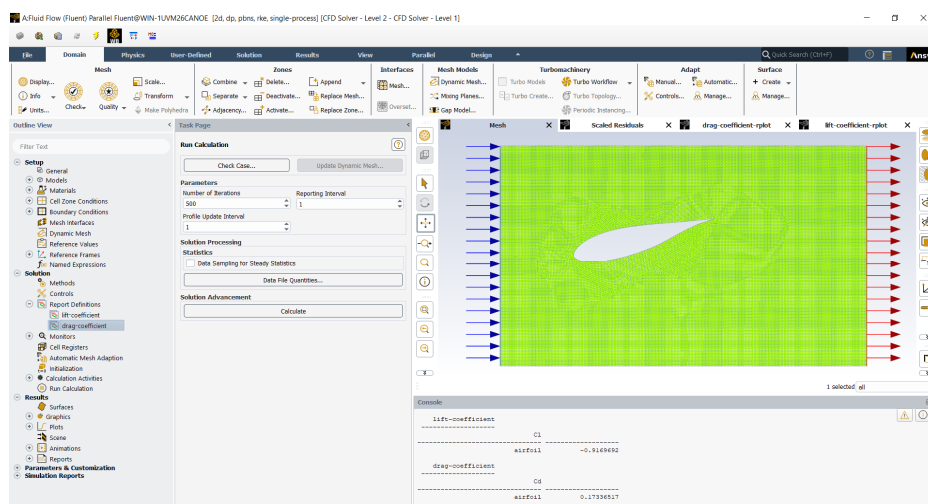 A:Fluid Flow (Fluent) Parallel Fluent@WIN-1UVM26CANOE [2d, dp, pbns, rke, single-process] [CFD Solver - Level 2 - CFD Solver - Level 1]
File Domain Physics User-Defined Solution Results View Parallel Design Quick Search (Ctrl+F) Ans
Mesh Zones Interfaces Mesh Models Turbomachinery Adapt Surface
Display... Scale... Combine Delete... Append Mesh... Dynamic Mesh... Turbo Models Turbo Workflow Manual... Automatic... + Create
Info Check Quality Transform Separate Deactivate... Replace Mesh... Mixing Planes... Turbo Create... Turbo Topology... Controls... Manage... Manage...
Units... Make Polyhedra Adjacency... Activate... Replace Zone... Overset... Gap Model... Periodic Instancing...
Outline View < Task Page <
Mesh X Scaled Residuals X drag-coefficient-rplot X lift-coefficient-rplot X
Filter Text
Setup
General
Models
Materials
Cell Zone Conditions
Boundary Conditions
Mesh Interfaces
Dynamic Mesh
Reference Values
Reference Frames
Named Expressions
Solution
Methods
Controls
Report Definitions
lift-coefficient
drag-coefficient
Monitors
Cell Registers
Automatic Mesh Adaption
Initialization
Calculation Activities
Run Calculation
Results
Surfaces
Graphics
Plots
Scene
Animations
Reports
Parameters & Customization
Simulation Reports
Run Calculation
Check Case... Update Dynamic Mesh...
Parameters
Number of Iterations Reporting Interval
500 1
Profile Update Interval
1
Solution Processing
Statistics
Data Sampling for Steady Statistics
Data File Quantities...
Solution Advancement
Calculate
1 selected all
Console
lift-coefficient
------------------
Cl
------------------------------- ------------------
airfoil -0.9169692
drag-coefficient
------------------
Cd
------------------------------- ------------------
airfoil 0.17336517